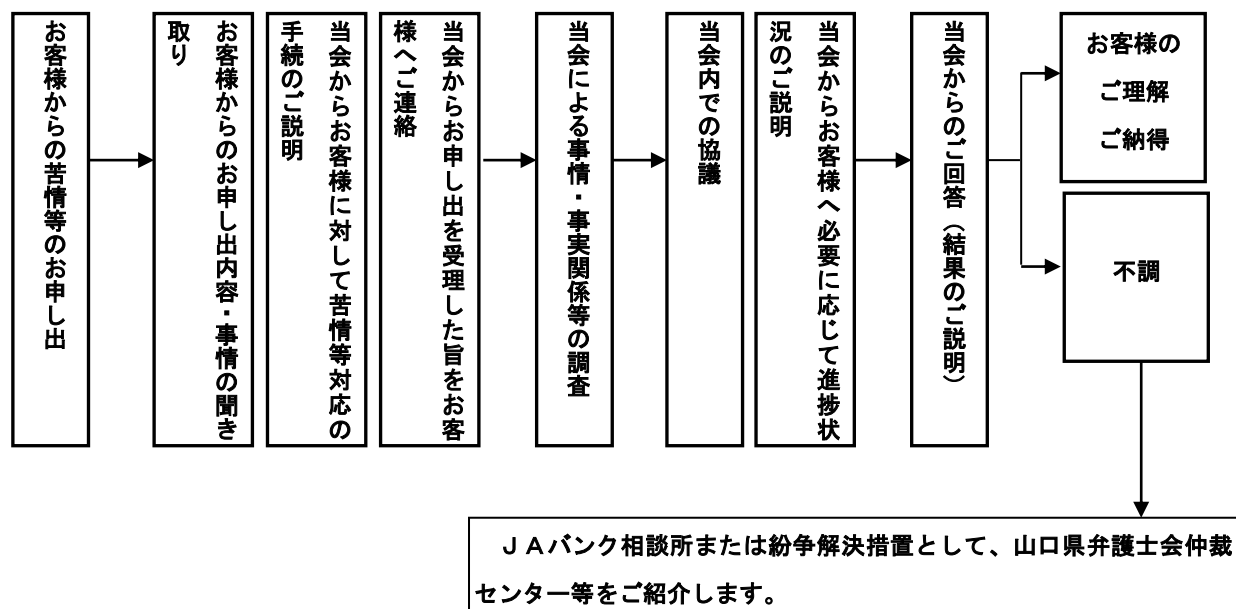 お客様からの苦情等のお申し出
お客様からのお申し出内容・事情の聞き
取り
当会からお客様に対して苦情等対応の
手続のご説明
当会からお申し出を受理した旨をお客
様へご連絡
当会による事情・事実関係等の調査
当会内での協議
当会からお客様へ必要に応じて進捗状
況のご説明
当会からのご回答（結果のご説明）
お客様の
ご理解
ご納得
不調
ＪＡバンク相談所または紛争解決措置として、山口県弁護士会仲裁
センター等をご紹介します。